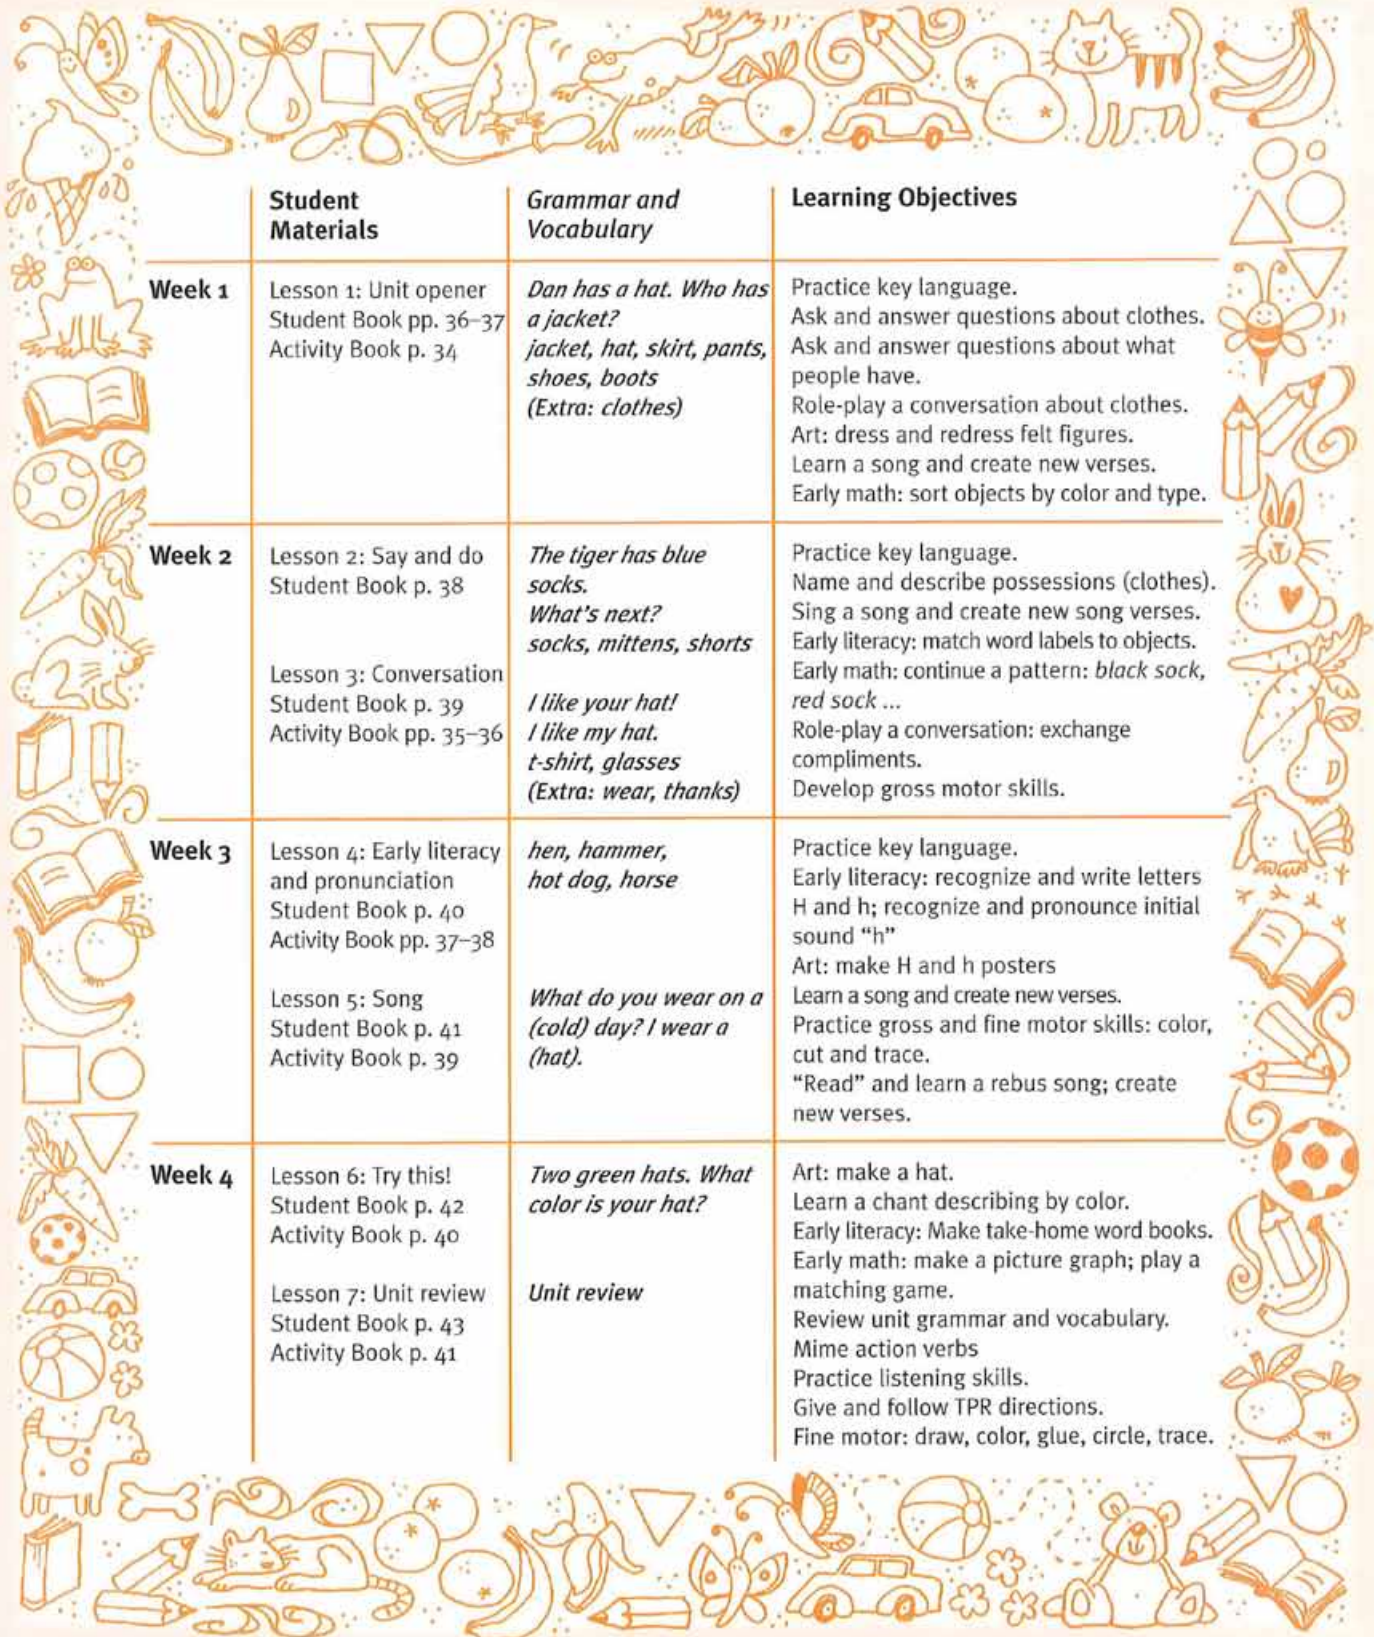 Student
Materials
Grammar and
Vocabulary
Learning Objectives
Week 1
Lesson 1: Unit opener
Student Book pp. 36–37
Activity Book p. 34
Dan has a hat. Who has
a jacket?
jacket, hat, skirt, pants,
shoes, boots
(Extra: clothes)
Practice key language.
Ask and answer questions about clothes.
Ask and answer questions about what
people have.
Role-play a conversation about clothes.
Art: dress and redress felt figures.
Learn a song and create new verses.
Early math: sort objects by color and type.
Week 2
Lesson 2: Say and do
Student Book p. 38
Lesson 3: Conversation
Student Book p. 39
Activity Book pp. 35–36
The tiger has blue
socks.
What's next?
socks, mittens, shorts
I like your hat!
I like my hat.
t-shirt, glasses
(Extra: wear, thanks)
Practice key language.
Name and describe possessions (clothes).
Sing a song and create new song verses.
Early literacy: match word labels to objects.
Early math: continue a pattern: black sock,
red sock ...
Role-play a conversation: exchange
compliments.
Develop gross motor skills.
Week 3
Lesson 4: Early literacy
and pronunciation
Student Book p. 40
Activity Book pp. 37–38
Lesson 5: Song
Student Book p. 41
Activity Book p. 39
hen, hammer,
hot dog, horse
What do you wear on a
(cold) day? I wear a
(hat).
Practice key language.
Early literacy: recognize and write letters
H and h; recognize and pronounce initial
sound “h”
Art: make H and h posters
Learn a song and create new verses.
Practice gross and fine motor skills: color,
cut and trace.
“Read” and learn a rebus song; create
new verses.
Week 4
Lesson 6: Try this!
Student Book p. 42
Activity Book p. 40
Lesson 7: Unit review
Student Book p. 43
Activity Book p. 41
Two green hats. What
color is your hat?
Unit review
Art: make a hat.
Learn a chant describing by color.
Early literacy: Make take-home word books.
Early math: make a picture graph; play a
matching game.
Review unit grammar and vocabulary.
Mime action verbs
Practice listening skills.
Give and follow TPR directions.
Fine motor: draw, color, glue, circle, trace.